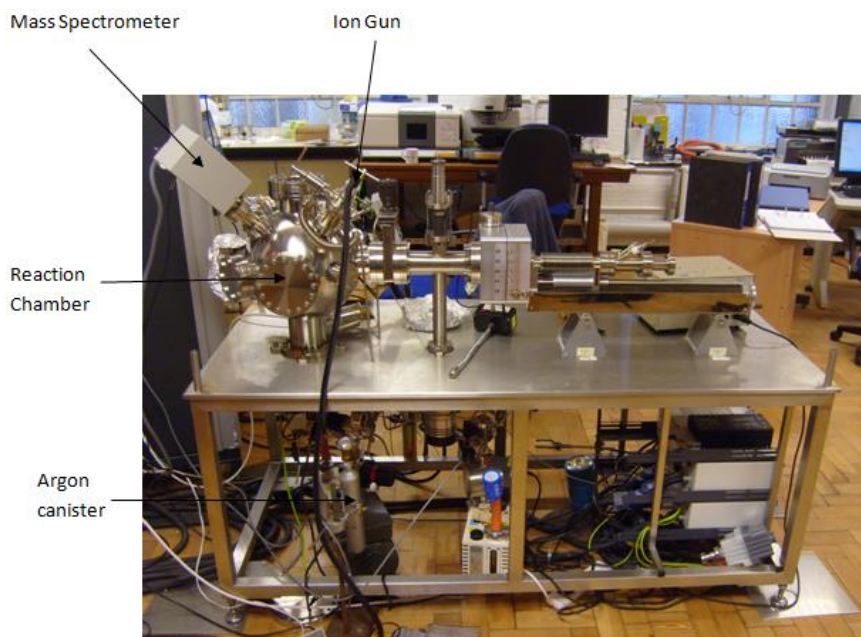 Mass Spectrometer
Ion Gun
Reaction
Chamber
Argon
canister